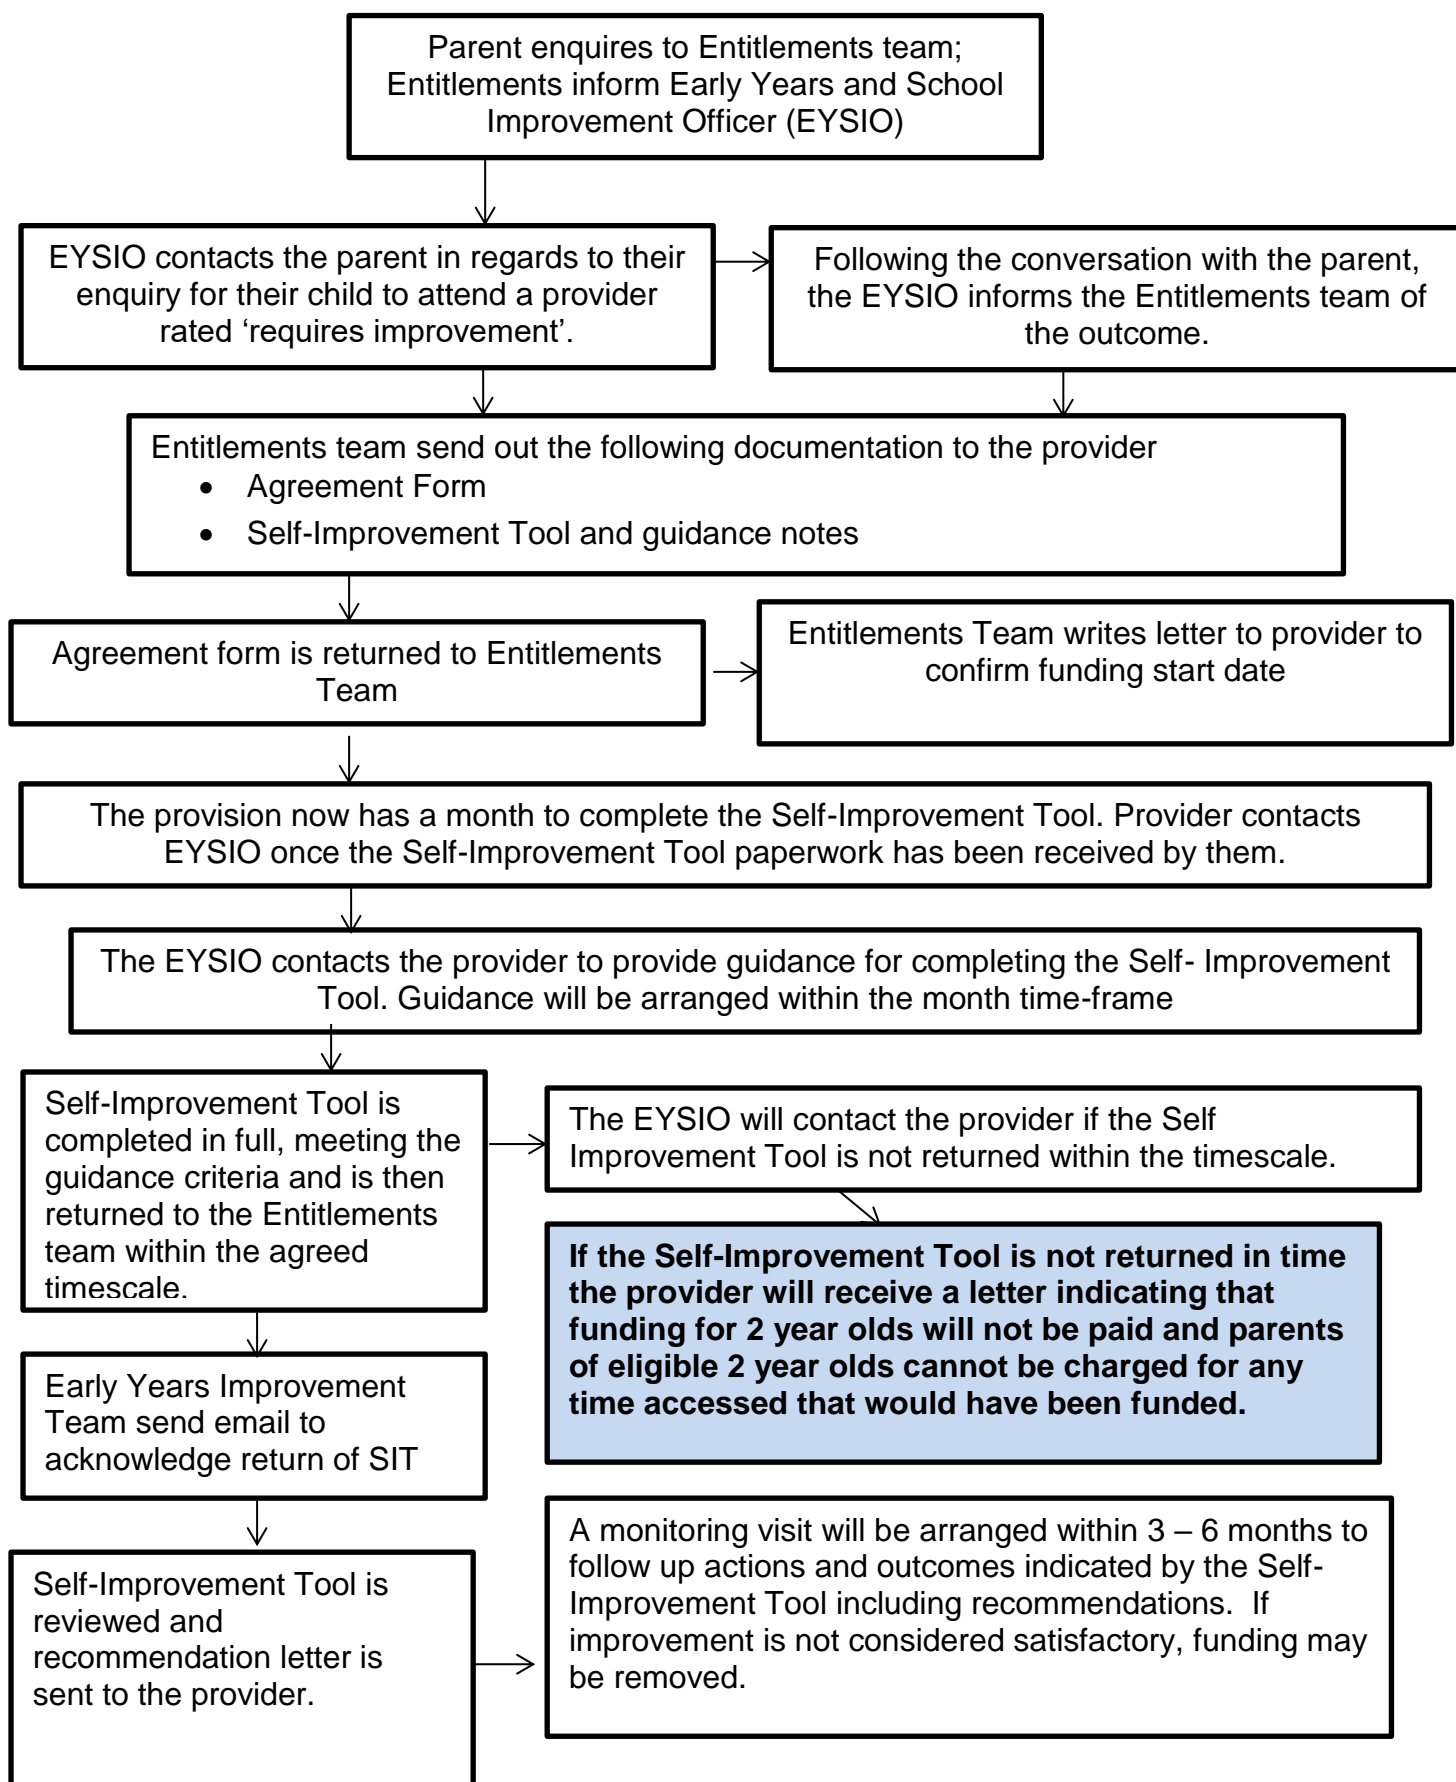 Parent enquires to Entitlements team;
Entitlements inform Early Years and School
Improvement Officer (EYSIO)
EYSIO contacts the parent in regards to their
enquiry for their child to attend a provider
rated ‘requires improvement’.
Following the conversation with the parent,
the EYSIO informs the Entitlements team of
the outcome.
Entitlements team send out the following documentation to the provider
• Agreement Form
• Self-Improvement Tool and guidance notes
Agreement form is returned to Entitlements
Team
Entitlements Team writes letter to provider to
confirm funding start date
The provision now has a month to complete the Self-Improvement Tool. Provider contacts
EYSIO once the Self-Improvement Tool paperwork has been received by them.
The EYSIO contacts the provider to provide guidance for completing the Self- Improvement
Tool. Guidance will be arranged within the month time-frame
Self-Improvement Tool is
completed in full, meeting the
guidance criteria and is then
returned to the Entitlements
team within the agreed
timescale.
The EYSIO will contact the provider if the Self
Improvement Tool is not returned within the timescale.
If the Self-Improvement Tool is not returned in time
the provider will receive a letter indicating that
funding for 2 year olds will not be paid and parents
of eligible 2 year olds cannot be charged for any
time accessed that would have been funded.
Early Years Improvement
Team send email to
acknowledge return of SIT
Self-Improvement Tool is
reviewed and
recommendation letter is
sent to the provider.
A monitoring visit will be arranged within 3 – 6 months to
follow up actions and outcomes indicated by the Self-
Improvement Tool including recommendations.  If
improvement is not considered satisfactory, funding may
be removed.